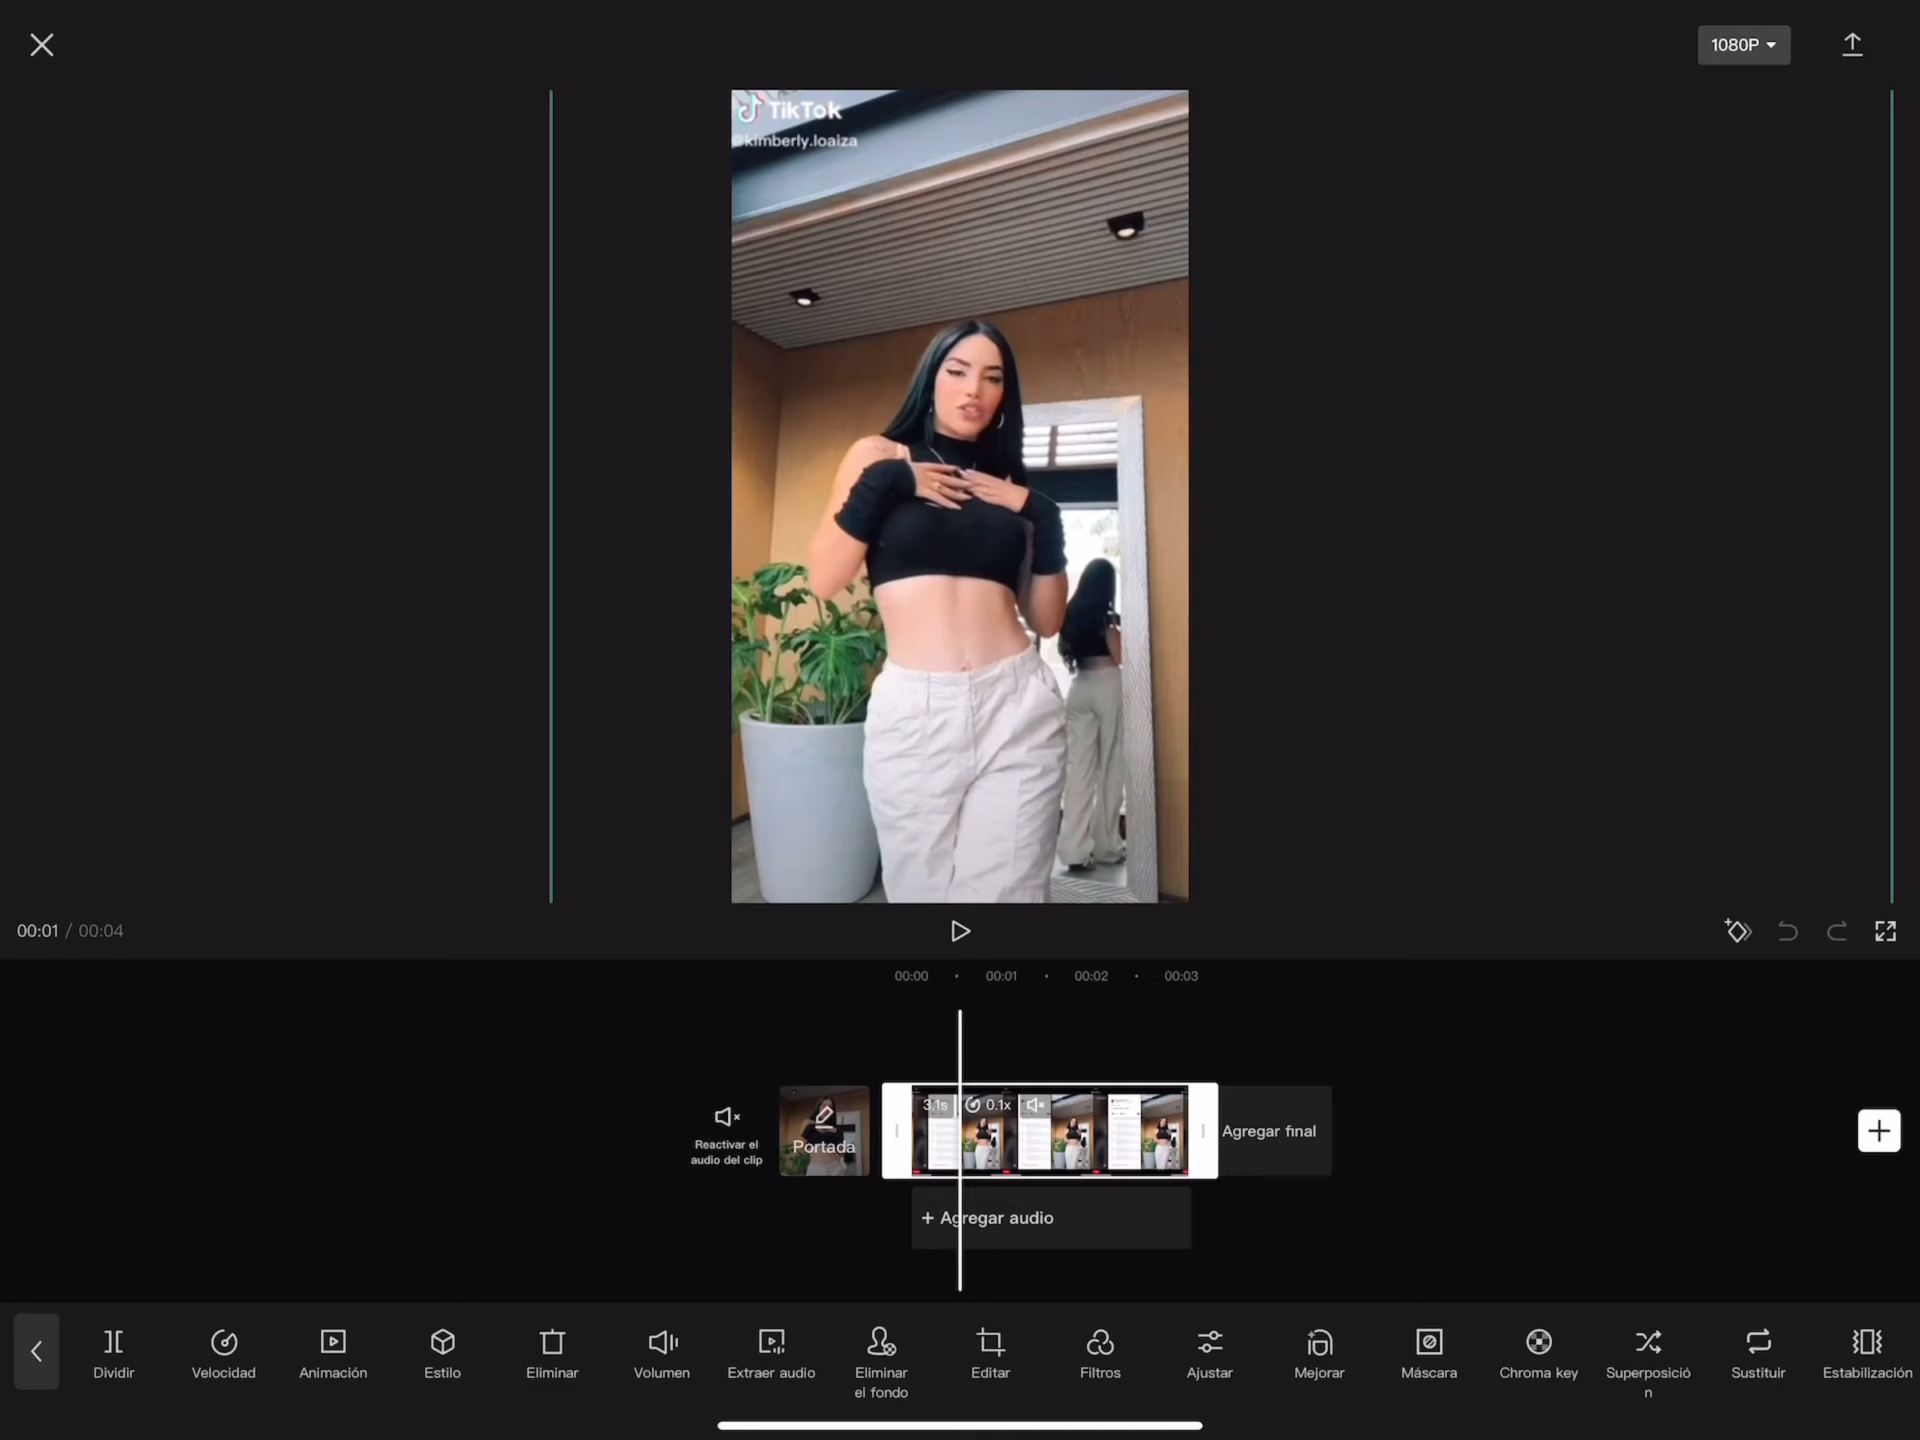 1080P
TikTok
@kimberly.loaiza
00:01 / 00:04
00:00
00:01
00:02
00:03
Reactivar el
audio del clip
Portada
3.1s
0.1x
Agregar final
+ Agregar audio
Dividir
Velocidad
Animación
Estilo
Eliminar
Volumen
Extraer audio
Eliminar
el fondo
Editar
Filtros
Ajustar
Mejorar
Máscara
Chroma key
Superposició
n
Sustituir
Estabilización